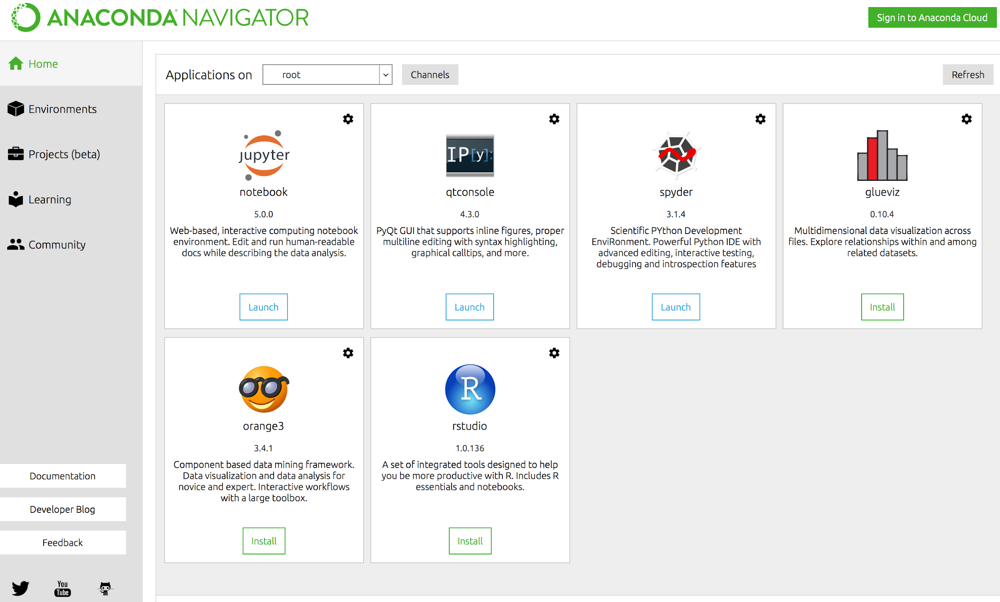 ANACONDA® NAVIGATOR
Sign in to Anaconda Cloud
Home
Environments
Projects (beta)
Learning
Community
Documentation
Developer Blog
Feedback
You
Tube
Applications on
root
Channels
Refresh
jupyter
notebook
5.0.0
Web-based, interactive computing notebook
environment. Edit and run human-readable
docs while describing the data analysis.
Launch
IP[y]:
qtconsole
4.3.0
PyQt GUI that supports inline figures, proper
multiline editing with syntax highlighting,
graphical calltips, and more.
Launch
spyder
3.1.4
Scientific PYthon Development
EnviRonment. Powerful Python IDE with
advanced editing, interactive testing,
debugging and introspection features
Launch
glueviz
0.10.4
Multidimensional data visualization across
files. Explore relationships within and among
related datasets.
Install
orange3
3.4.1
Component based data mining framework.
Data visualization and data analysis for
novice and expert. Interactive workflows
with a large toolbox.
Install
R
rstudio
1.0.136
A set of integrated tools designed to help
you be more productive with R. Includes R
essentials and notebooks.
Install